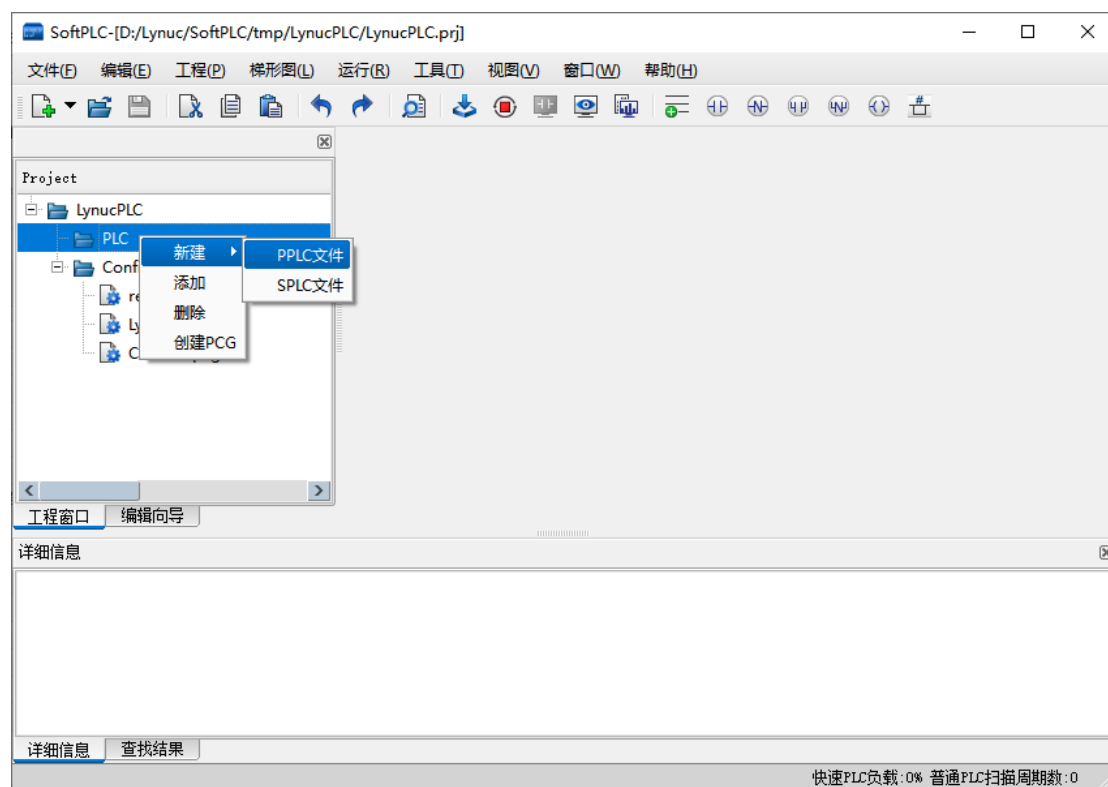 SoftPLC-[D:/Lynuc/SoftPLC/tmp/LynucPLC/LynucPLC.prj]
文件(F) 编辑(E) 工程(P) 梯形图(L) 运行(R) 工具(T) 视图(V) 窗口(W) 帮助(H)
Project
LynucPLC
PLC
新建 PPLC文件
Conf
添加 SPLC文件
re
删除
Ly
创建PCG
C
工程窗口 编辑向导
详细信息
详细信息 查找结果
快速PLC负载:0% 普通PLC扫描周期数:0